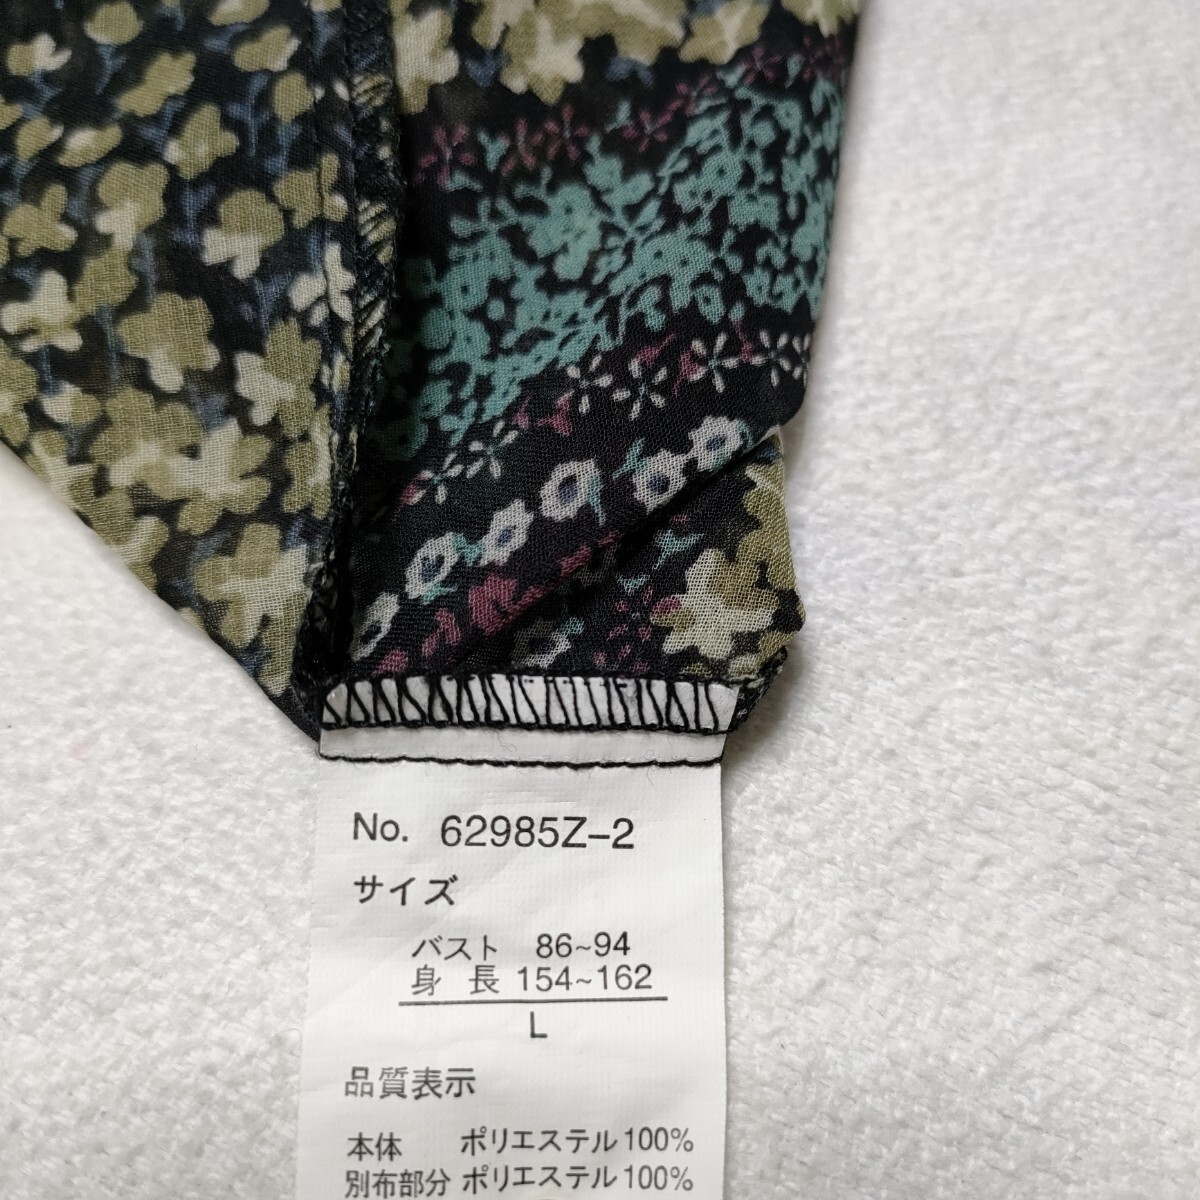 No. 62985Z-2
サイズ
バスト 86~94
身 長 154~162
L
品質表示
本体 ポリエステル100%
別布部分 ポリエステル100%